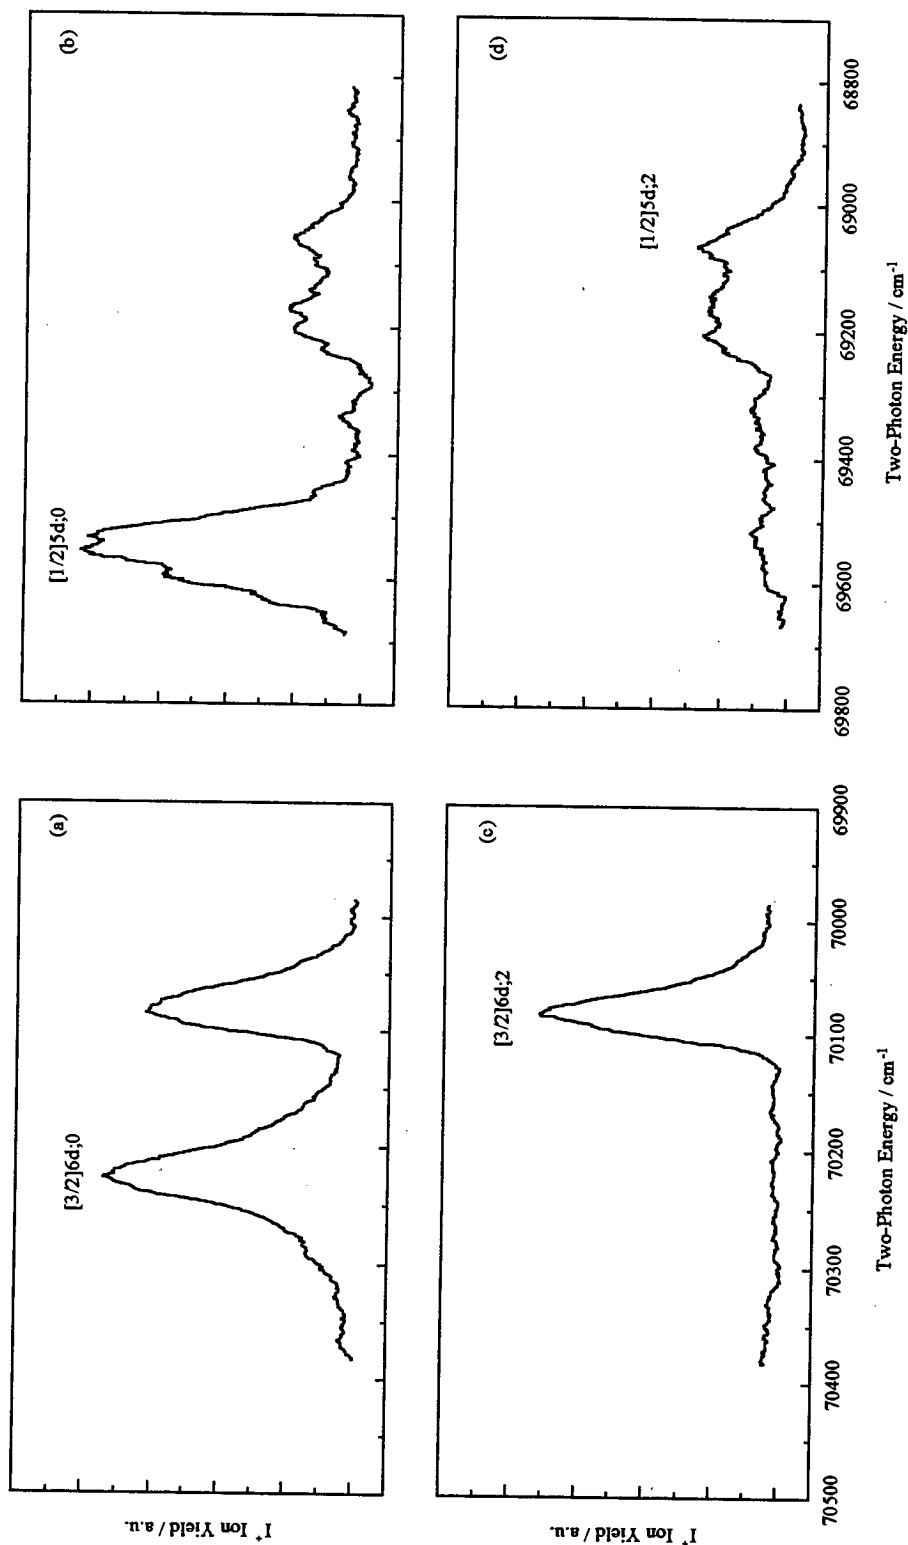 (a)
[3/2]6d;0
I⁺ Ion Yield / a.u.
(b)
[1/2]5d;0
(c)
[3/2]6d;2
I⁺ Ion Yield / a.u.
70500
70400
70300
70200
70100
70000
69900
Two-Photon Energy / cm⁻¹
(d)
[1/2]5d;2
69800
69600
69400
69200
69000
68800
Two-Photon Energy / cm⁻¹